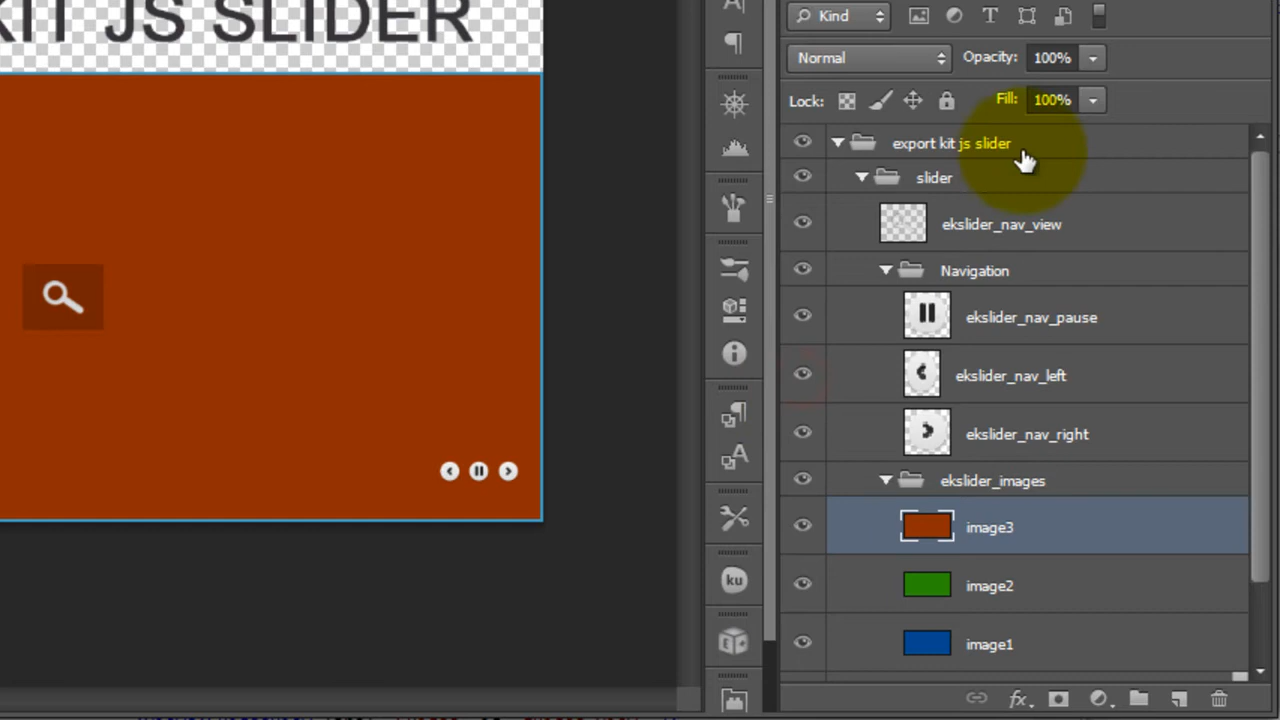 KIT JS SLIDER
Kind
Normal
Opacity: 100%
Lock:
Fill: 100%
export kit js slider
slider
ekslider_nav_view
Navigation
ekslider_nav_pause
ekslider_nav_left
ekslider_nav_right
ekslider_images
image3
image2
image1
ku
fx